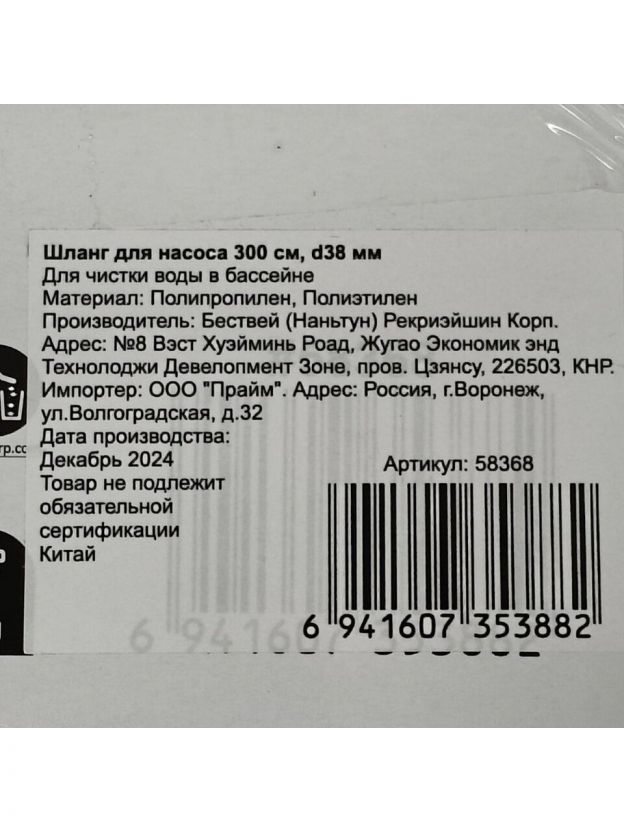 Шланг для насоса 300 см, d38 мм
Для чистки воды в бассейне
Материал: Полипропилен, Полиэтилен
Производитель: Бествей (Наньтун) Рекриэйшин Корп.
Адрес: №8 Вэст Хуэйминь Роад, Жугао Экономик энд
Технолоджи Девелопмент Зоне, пров. Цзянсу, 226503, КНР.
Импортер: ООО "Прайм". Адрес: Россия, г.Воронеж,
ул.Волгоградская, д.32
Дата производства:
Декабрь 2024
Артикул: 58368
Товар не подлежит
обязательной
сертификации
Китай
6 941607 353882
rp.co